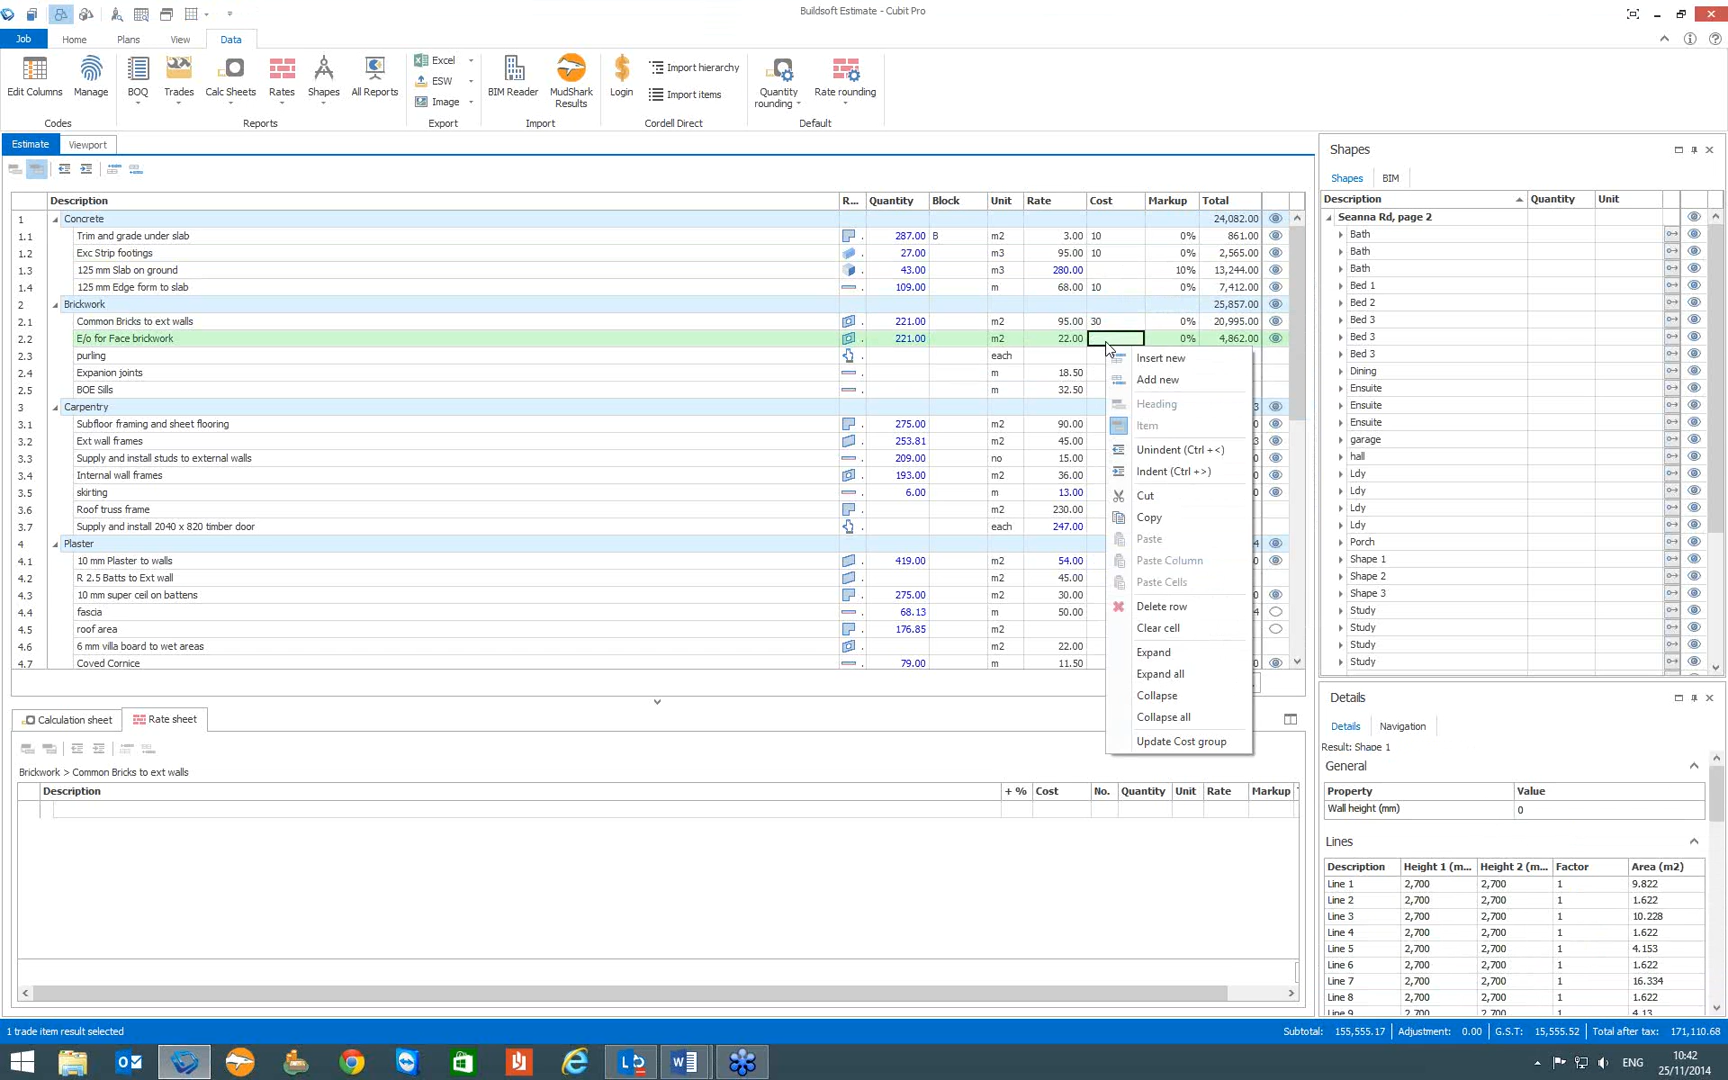 Buildsoft Estimate - Cubit Pro
Job Home Plans View Data
Edit Columns Manage BOQ Trades Calc Sheets Rates Shapes All Reports Excel ESW Image BIM Reader MudShark Results Login Import hierarchy Import items Quantity rounding Rate rounding
Codes Reports Export Import Cordell Direct Default
Estimate Viewport
Description R... Quantity Block Unit Rate Cost Markup Total
1 Concrete 24,082.00
1.1 Trim and grade under slab 287.00 B m2 3.00 10 0% 861.00
1.2 Exc Strip footings 27.00 m3 95.00 10 0% 2,565.00
1.3 125 mm Slab on ground 43.00 m3 280.00 10% 13,244.00
1.4 125 mm Edge form to slab 109.00 m 68.00 10 0% 7,412.00
2 Brickwork 25,857.00
2.1 Common Bricks to ext walls 221.00 m2 95.00 30 0% 20,995.00
2.2 E/o for Face brickwork 221.00 m2 22.00 0% 4,862.00
2.3 purling each
2.4 Expanion joints m 18.50
2.5 BOE Sills m 32.50
3 Carpentry 3
3.1 Subfloor framing and sheet flooring 275.00 m2 90.00 0
3.2 Ext wall frames 253.81 m2 45.00 3
3.3 Supply and install studs to external walls 209.00 no 15.00 0
3.4 Internal wall frames 193.00 m2 36.00 0
3.5 skirting 6.00 m 13.00 0
3.6 Roof truss frame m2 230.00
3.7 Supply and install 2040 x 820 timber door each 247.00
4 Plaster 4
4.1 10 mm Plaster to walls 419.00 m2 54.00 0
4.2 R 2.5 Batts to Ext wall m2 45.00
4.3 10 mm super ceil on battens 275.00 m2 30.00 0
4.4 fascia 68.13 m 50.00 4
4.5 roof area 176.85 m2
4.6 6 mm villa board to wet areas m2 22.00
4.7 Coved Cornice 79.00 m 11.50
Insert new
Add new
Heading
Item
Unindent (Ctrl +<)
Indent (Ctrl +>)
Cut
Copy
Paste
Paste Column
Paste Cells
Delete row
Clear cell
Expand
Expand all
Collapse
Collapse all
Update Cost group
Calculation sheet Rate sheet
Brickwork > Common Bricks to ext walls
Description + % Cost No. Quantity Unit Rate Markup
Shapes
Shapes BIM
Description Quantity Unit
Seanna Rd, page 2
Bath
Bath
Bath
Bed 1
Bed 2
Bed 3
Bed 3
Bed 3
Dining
Ensuite
Ensuite
Ensuite
garage
hall
Ldy
Ldy
Ldy
Ldy
Porch
Shape 1
Shape 2
Shape 3
Study
Study
Study
Study
Details
Details Navigation
Result: Shape 1
General
Property Value
Wall height (mm) 0
Lines
Description Height 1 (m... Height 2 (m... Factor Area (m2)
Line 1 2,700 2,700 1 9.822
Line 2 2,700 2,700 1 1.622
Line 3 2,700 2,700 1 10.228
Line 4 2,700 2,700 1 1.622
Line 5 2,700 2,700 1 4.153
Line 6 2,700 2,700 1 1.622
Line 7 2,700 2,700 1 16.334
Line 8 2,700 2,700 1 1.622
Line 9 2,700 2,700 1 4.13
1 trade item result selected
Subtotal: 155,555.17 Adjustment: 0.00 G.S.T: 15,555.52 Total after tax: 171,110.68
ENG
10:42
25/11/2014